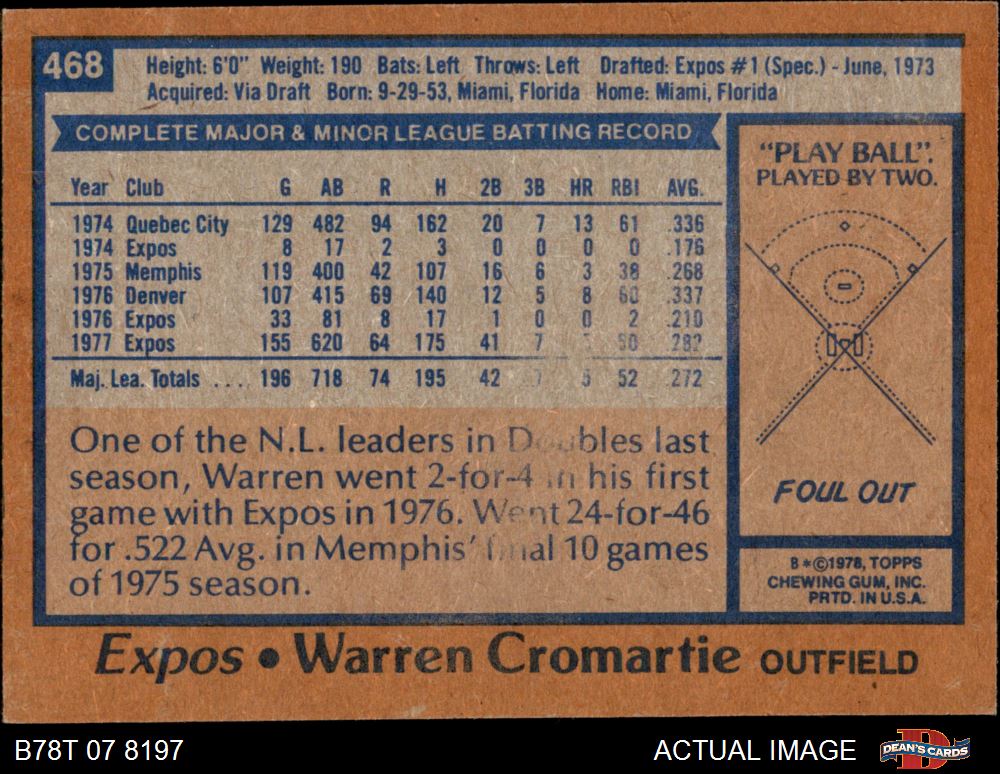 468
Height: 6'0" Weight: 190 Bats: Left Throws: Left Drafted: Expos #1 (Spec.) - June, 1973
Acquired: Via Draft Born: 9-29-53, Miami, Florida Home: Miami, Florida
COMPLETE MAJOR & MINOR LEAGUE BATTING RECORD
Year Club G AB R H 2B 3B HR RBI AVG.
1974 Quebec City 129 482 94 162 20 7 13 61 .336
1974 Expos 8 17 2 3 0 0 0 0 .176
1975 Memphis 119 400 42 107 16 6 3 38 .268
1976 Denver 107 415 69 140 12 5 8 60 .337
1976 Expos 33 81 8 17 1 0 0 2 .210
1977 Expos 155 620 64 175 41 7 50 .282
Maj. Lea. Totals .... 196 718 74 195 42 7 5 52 .272
One of the N.L. leaders in Doubles last
season, Warren went 2-for-4 in his first
game with Expos in 1976. Went 24-for-46
for .522 Avg. in Memphis' final 10 games
of 1975 season.
"PLAY BALL".
PLAYED BY TWO.
FOUL OUT
B*©1978, TOPPS
CHEWING GUM, INC.
PRTD. IN U.S.A.
Expos • Warren Cromartie OUTFIELD
B78T 07 8197
ACTUAL IMAGE
DEAN'S CARDS